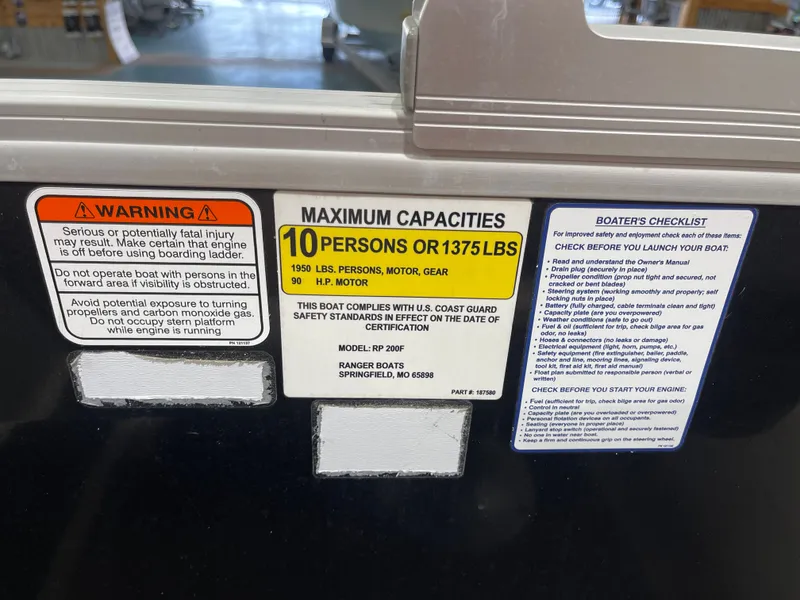 WARNING
Serious or potentially fatal injury
may result. Make certain that engine
is off before using boarding ladder.
Do not operate boat with persons in the
forward area if visibility is obstructed.
Avoid potential exposure to turning
propellers and carbon monoxide gas.
Do not occupy stern platform
while engine is running
PN 121137
MAXIMUM CAPACITIES
10 PERSONS OR 1375 LBS
1950 LBS. PERSONS, MOTOR, GEAR
90 H.P. MOTOR
THIS BOAT COMPLIES WITH U.S. COAST GUARD
SAFETY STANDARDS IN EFFECT ON THE DATE OF
CERTIFICATION
MODEL: RP 200F
RANGER BOATS
SPRINGFIELD, MO 65898
PART #: 187580
BOATER'S CHECKLIST
For improved safety and enjoyment check each of these items:
CHECK BEFORE YOU LAUNCH YOUR BOAT:
• Read and understand the Owner's Manual
• Drain plug (securely in place)
• Propeller condition (prop nut tight and secured, not
cracked or bent blades)
• Steering system (working smoothly and properly; self
locking nuts in place)
• Battery (fully charged, cable terminals clean and tight)
• Capacity plate (are you overpowered)
• Weather conditions (safe to go out)
• Fuel & oil (sufficient for trip, check bilge area for gas
odor, no leaks)
• Hoses & connectors (no leaks or damage)
• Electrical equipment (light, horn, pumps, etc.)
• Safety equipment (fire extinguisher, bailer, paddle,
anchor and line, mooring lines, signaling device,
tool kit, first aid kit, first aid manual)
• Float plan submitted to responsible person (verbal or
written)
CHECK BEFORE YOU START YOUR ENGINE:
• Fuel (sufficient for trip, check bilge area for gas odor)
• Control in neutral
• Capacity plate (are you overloaded or overpowered)
• Personal flotation devices on all occupants.
• Seating (everyone in proper place)
• Lanyard stop switch (operational and securely fastened)
• No one in water near boat.
• Keep a firm and continuous grip on the steering wheel.